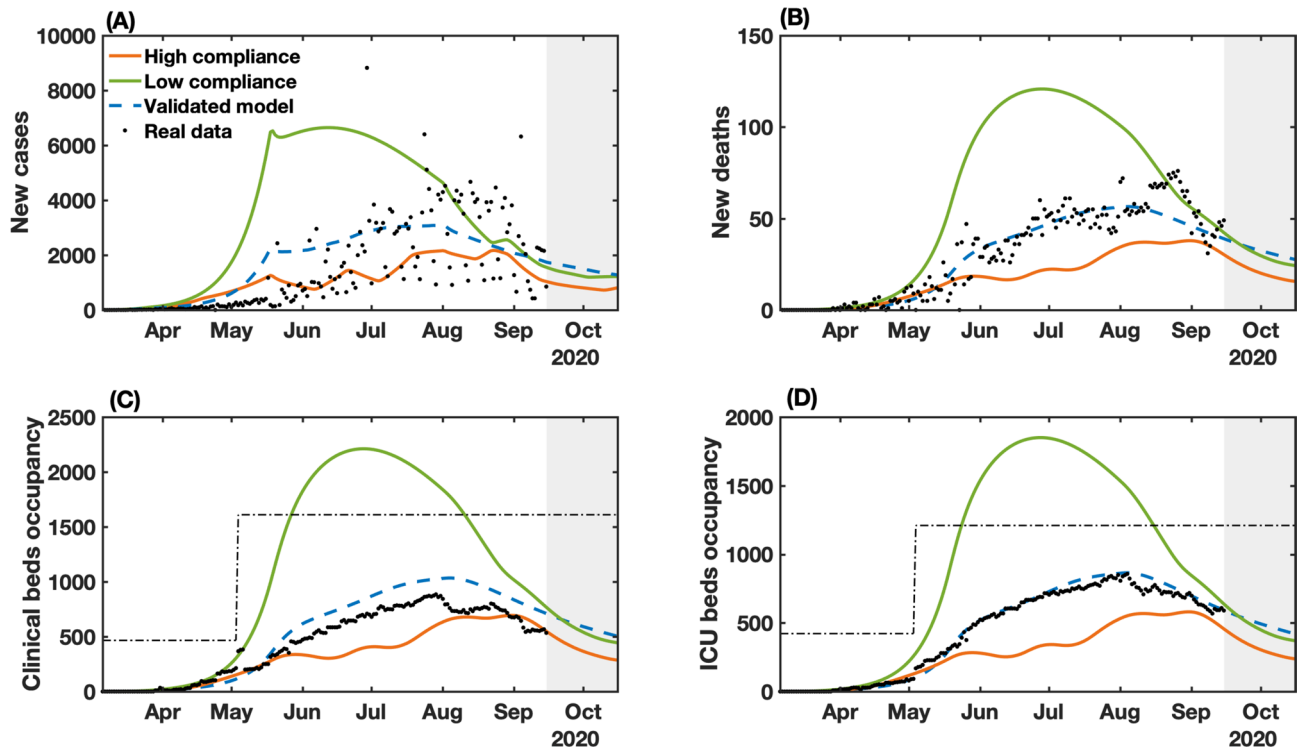 (A)
New cases
10000
8000
6000
4000
2000
0
High compliance
Low compliance
Validated model
Real data
Apr May Jun Jul Aug Sep Oct
2020
(B)
New deaths
150
100
50
0
Apr May Jun Jul Aug Sep Oct
2020
(C)
Clinical beds occupancy
2500
2000
1500
1000
500
0
Apr May Jun Jul Aug Sep Oct
2020
(D)
ICU beds occupancy
2000
1500
1000
500
0
Apr May Jun Jul Aug Sep Oct
2020